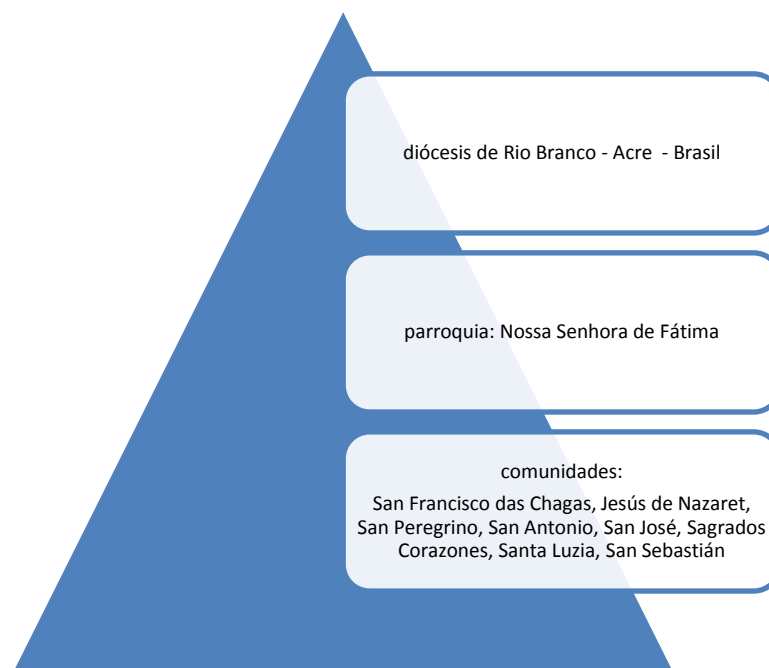 diócesis de Rio Branco - Acre - Brasil
parroquia: Nossa Senhora de Fátima
comunidades:
San Francisco das Chagas, Jesús de Nazaret,
San Peregrino, San Antonio, San José, Sagrados
Corazones, Santa Luzia, San Sebastián